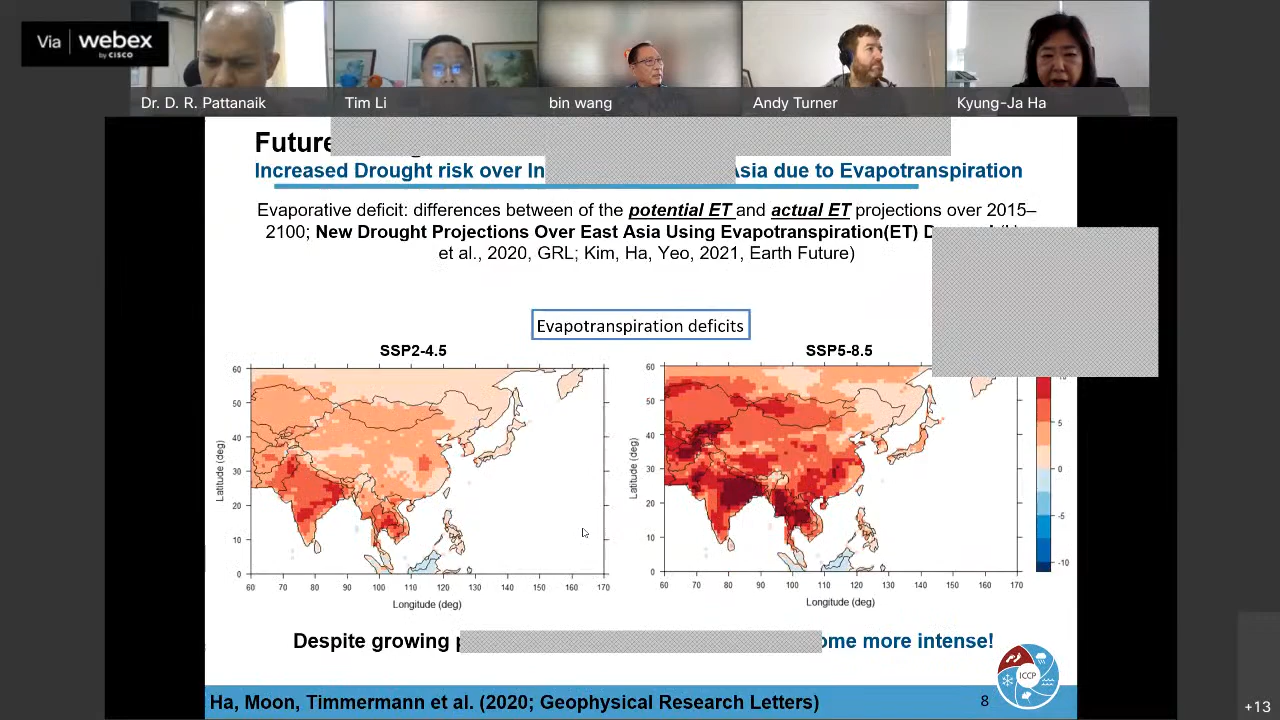 Via webex
by CISCO
Dr. D. R. Pattanaik
Tim Li
bin wang
Andy Turner
Kyung-Ja Ha
Future
Increased Drought risk over Asia due to Evapotranspiration
Evaporative deficit: differences between of the potential ET and actual ET projections over 2015–
2100; New Drought Projections Over East Asia Using Evapotranspiration(ET)
et al., 2020, GRL; Kim, Ha, Yeo, 2021, Earth Future)
Evapotranspiration deficits
SSP2-4.5
SSP5-8.5
60
50
40
30
20
10
0
Latitude (deg)
60 70 80 90 100 110 120 130 140 150 160 170
Longitude (deg)
60
50
40
30
20
10
0
Latitude (deg)
60 70 80 90 100 110 120 130 140 150 160 170
Longitude (deg)
5
0
-5
-10
Despite growing more intense!
ICCP
Ha, Moon, Timmermann et al. (2020; Geophysical Research Letters)
8
+13